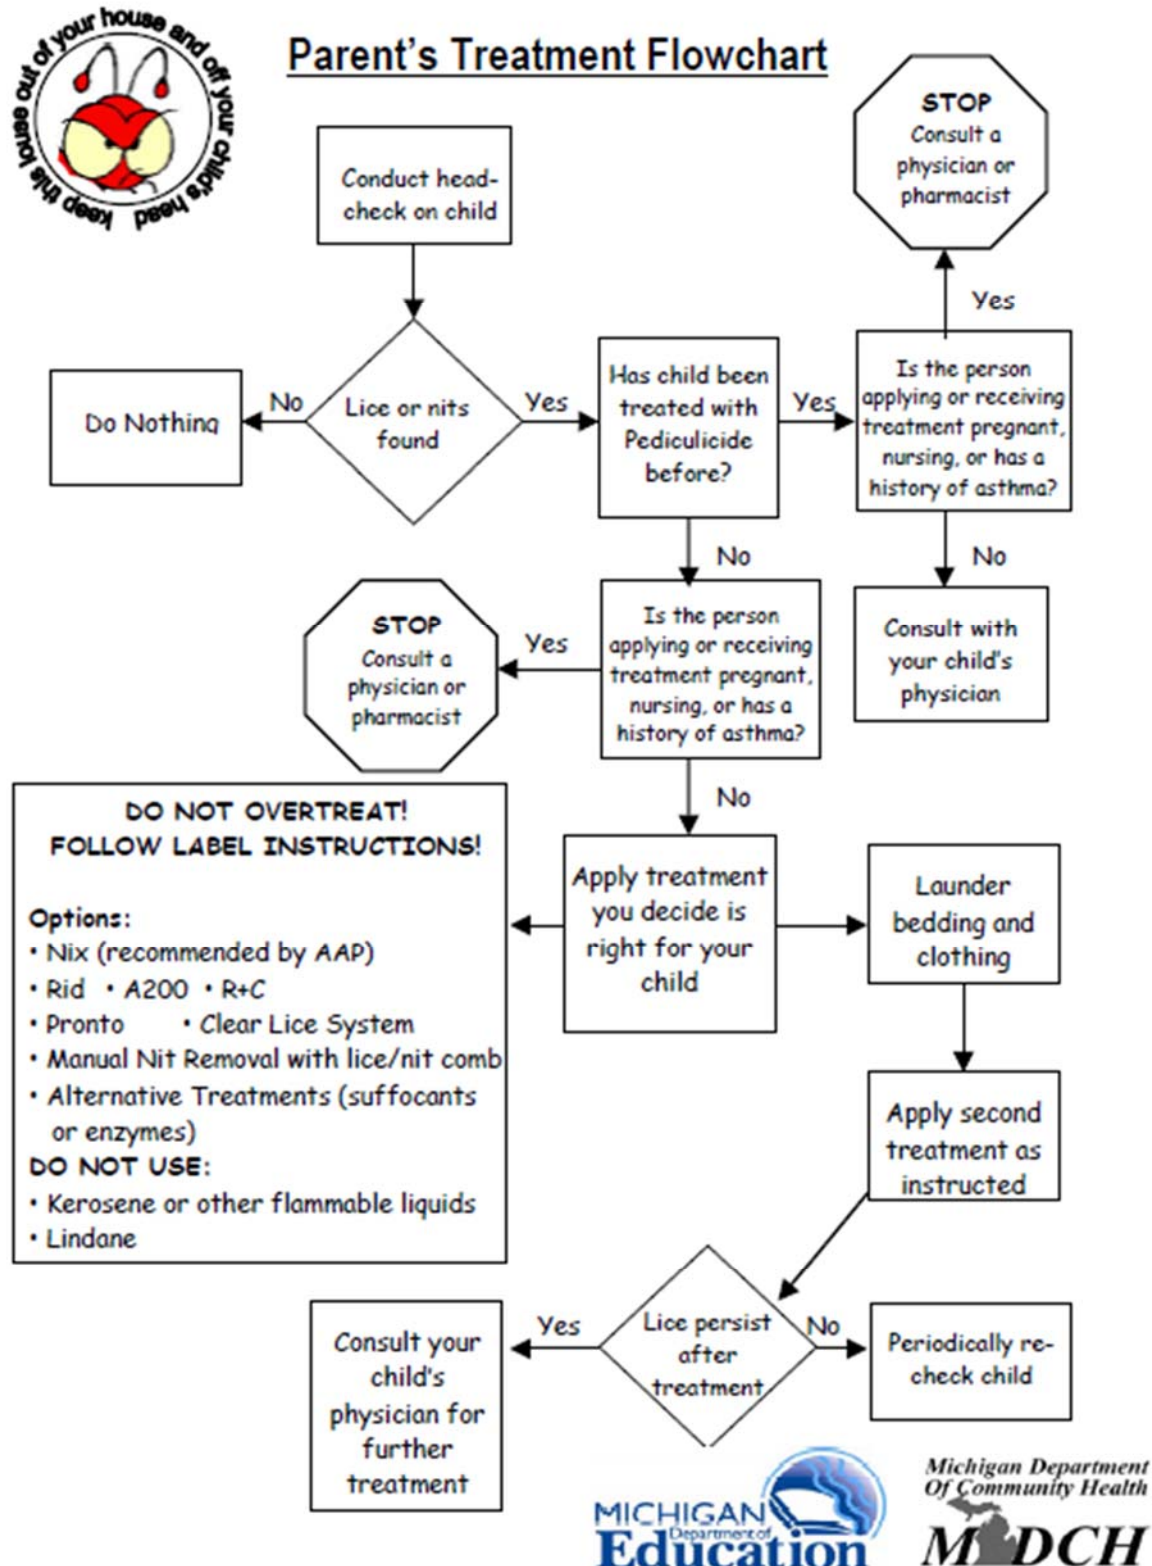 keep this louse out of your house and off your child's head
Parent's Treatment Flowchart
STOP
Consult a
physician or
pharmacist
Conduct head-
check on child
Yes
Do Nothing
No
Lice or nits
found
Yes
Has child been
treated with
Pediculicide
before?
Yes
Is the person
applying or receiving
treatment pregnant,
nursing, or has a
history of asthma?
No
No
STOP
Consult a
physician or
pharmacist
Yes
Is the person
applying or receiving
treatment pregnant,
nursing, or has a
history of asthma?
Consult with
your child's
physician
No
DO NOT OVERTREAT!
FOLLOW LABEL INSTRUCTIONS!
Options:
• Nix (recommended by AAP)
• Rid • A200 • R+C
• Pronto • Clear Lice System
• Manual Nit Removal with lice/nit comb
• Alternative Treatments (suffocants
or enzymes)
DO NOT USE:
• Kerosene or other flammable liquids
• Lindane
Apply treatment
you decide is
right for your
child
Launder
bedding and
clothing
Apply second
treatment as
instructed
Lice persist
after
treatment
Yes
No
Consult your
child's
physician for
further
treatment
Periodically re-
check child
MICHIGAN
Department of
Education
Michigan Department
Of Community Health
MDCH